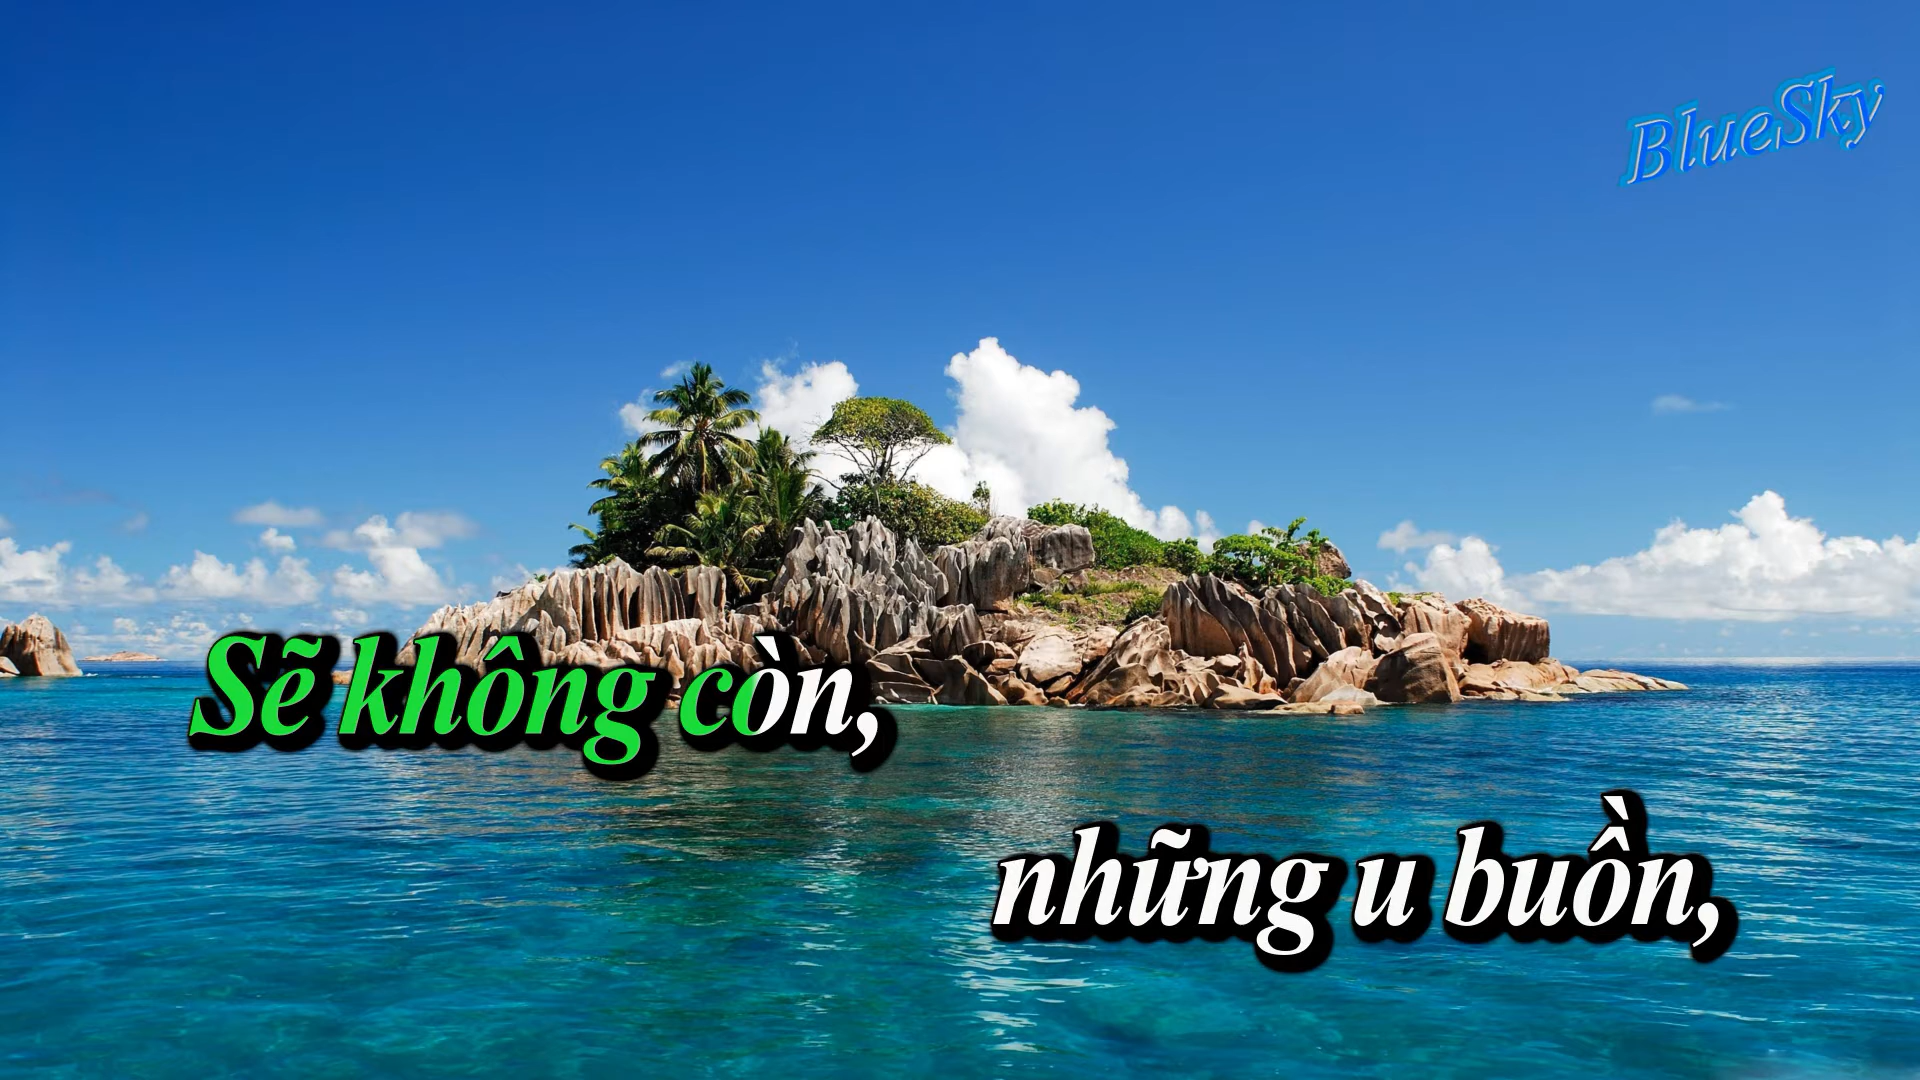 BlueSky
Sẽ không còn,
những u buồn,